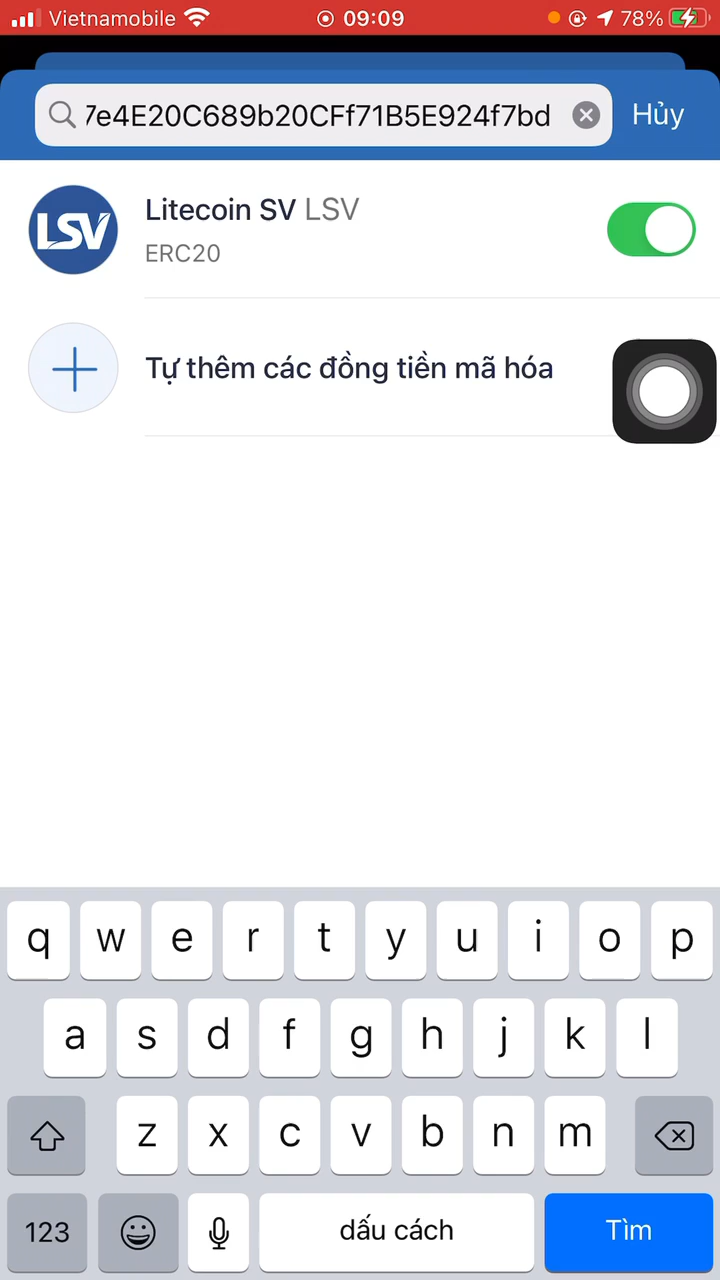 Vietnamobile 09:09 78%
7e4E20C689b20CFf71B5E924f7bd Hủy
LSV
Litecoin SV LSV
ERC20
Tự thêm các đồng tiền mã hóa
q w e r t y u i o p
a s d f g h j k l
z x c v b n m
123 dấu cách Tìm